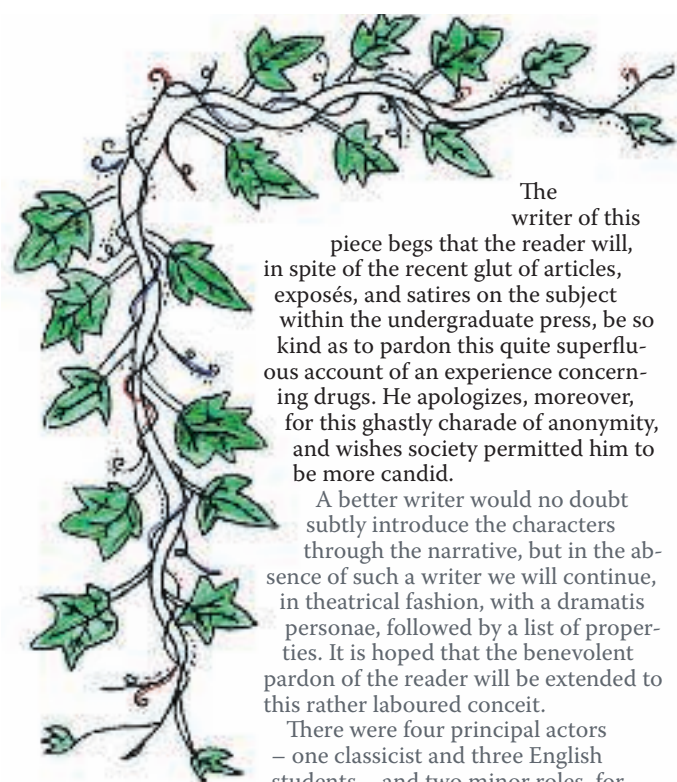 The
writer of this
piece begs that the reader will,
in spite of the recent glut of articles,
exposés, and satires on the subject
within the undergraduate press, be so
kind as to pardon this quite superflu-
ous account of an experience concern-
ing drugs. He apologizes, moreover,
for this ghastly charade of anonymity,
and wishes society permitted him to
be more candid.
A better writer would no doubt
subtly introduce the characters
through the narrative, but in the ab-
sence of such a writer we will continue,
in theatrical fashion, with a dramatis
personae, followed by a list of proper-
ties. It is hoped that the benevolent
pardon of the reader will be extended to
this rather laboured conceit.
There were four principal actors
– one classicist and three English
students – and two minor roles, for